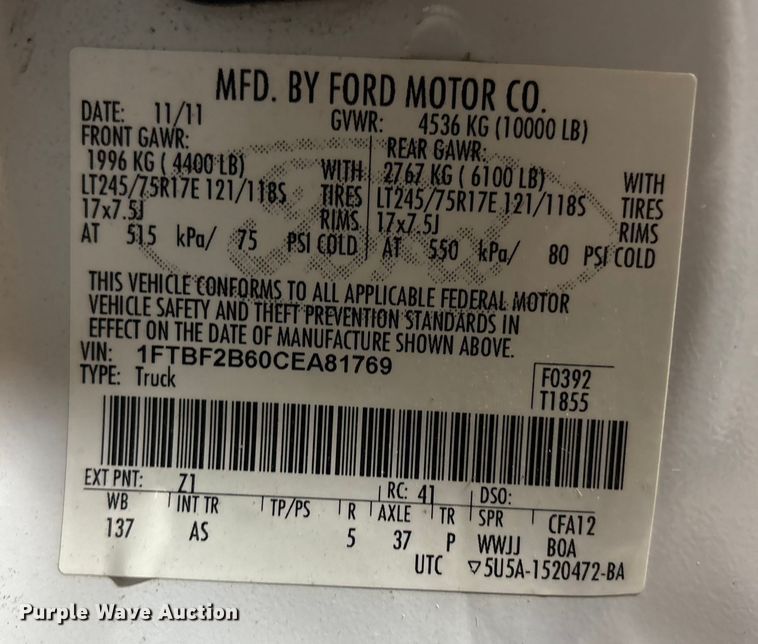 MFD. BY FORD MOTOR CO.
DATE: 11/11 GVWR: 4536 KG (10000 LB)
FRONT GAWR: REAR GAWR:
1996 KG ( 4400 LB) WITH 2767 KG ( 6100 LB) WITH
LT245/75R17E 121/118S TIRES LT245/75R17E 121/118S TIRES
17x7.5J RIMS 17x7.5J RIMS
AT 515 kPa/ 75 PSI COLD AT 550 kPa/ 80 PSI COLD
THIS VEHICLE CONFORMS TO ALL APPLICABLE FEDERAL MOTOR
VEHICLE SAFETY AND THEFT PREVENTION STANDARDS IN
EFFECT ON THE DATE OF MANUFACTURE SHOWN ABOVE.
VIN: 1FTBF2B60CEA81769
TYPE: Truck
F0392
T1855
EXT PNT: Z1 RC: 41 DSO:
WB INT TR TP/PS R AXLE TR SPR CFA12
137 AS 5 37 P WWJJ BOA
UTC ▽5U5A-1520472-BA
Purple Wave Auction